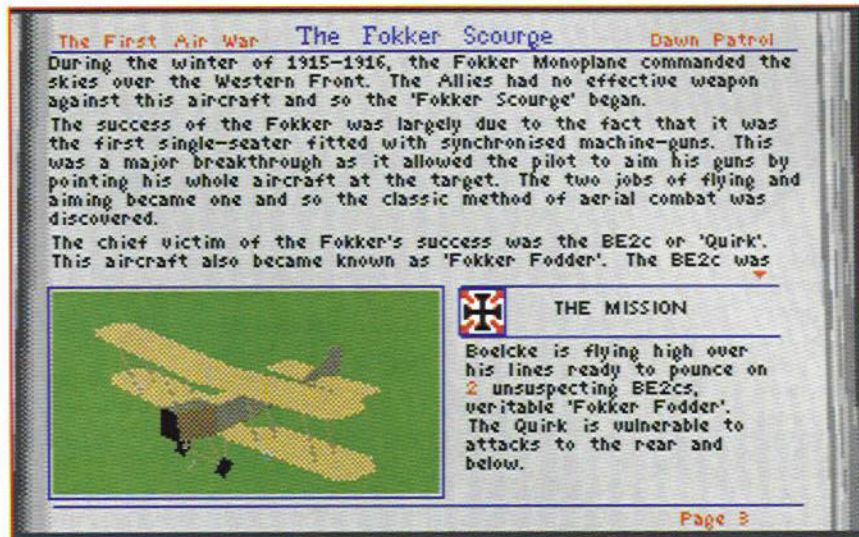 The First Air War The Fokker Scourge Dawn Patrol
During the winter of 1915-1916, the Fokker Monoplane commanded the
skies over the Western Front. The Allies had no effective weapon
against this aircraft and so the 'Fokker Scourge' began.
The success of the Fokker was largely due to the fact that it was
the first single-seater fitted with synchronised machine-guns. This
was a major breakthrough as it allowed the pilot to aim his guns by
pointing his whole aircraft at the target. The two jobs of flying and
aiming became one and so the classic method of aerial combat was
discovered.
The chief victim of the Fokker's success was the BE2c or 'Quirk'.
This aircraft also became known as 'Fokker Fodder'. The BE2c was
THE MISSION
Boelcke is flying high over
his lines ready to pounce on
2 unsuspecting BE2cs,
veritable 'Fokker Fodder'.
The Quirk is vulnerable to
attacks to the rear and
below.
Page 3